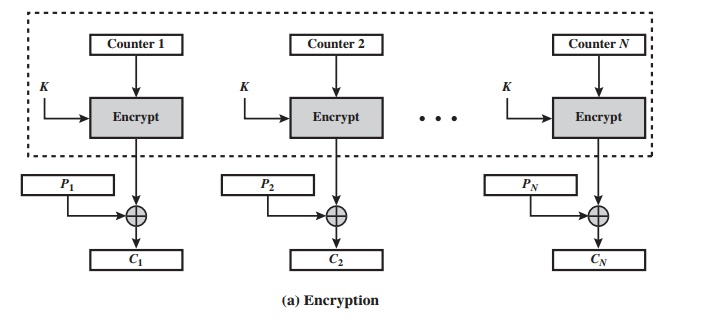 Counter 1 Counter 2 Counter N
K K K
Encrypt Encrypt • • • Encrypt
P1 P2 PN
C1 C2 CN
(a) Encryption